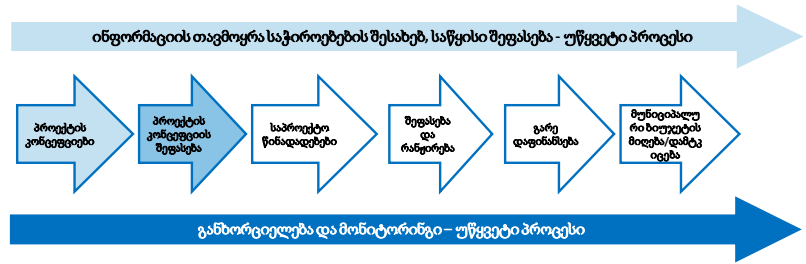 ინფორმაციის თავმოყრა საჭიროებების შესახებ, საწყისი შეფასება - უწყვეტი პროცესი
პროექტის
კონცეფციები
პროექტის
კონცეფციის
შეფასება
საპროექტო
წინადადებები
შეფასება
და
რანჟირება
გარე
დაფინანსება
მუნიციპალუ
რი ბიუჯეტის
მიღება/დამტკ
იცება
განხორციელება და მონიტორინგი – უწყვეტი პროცესი